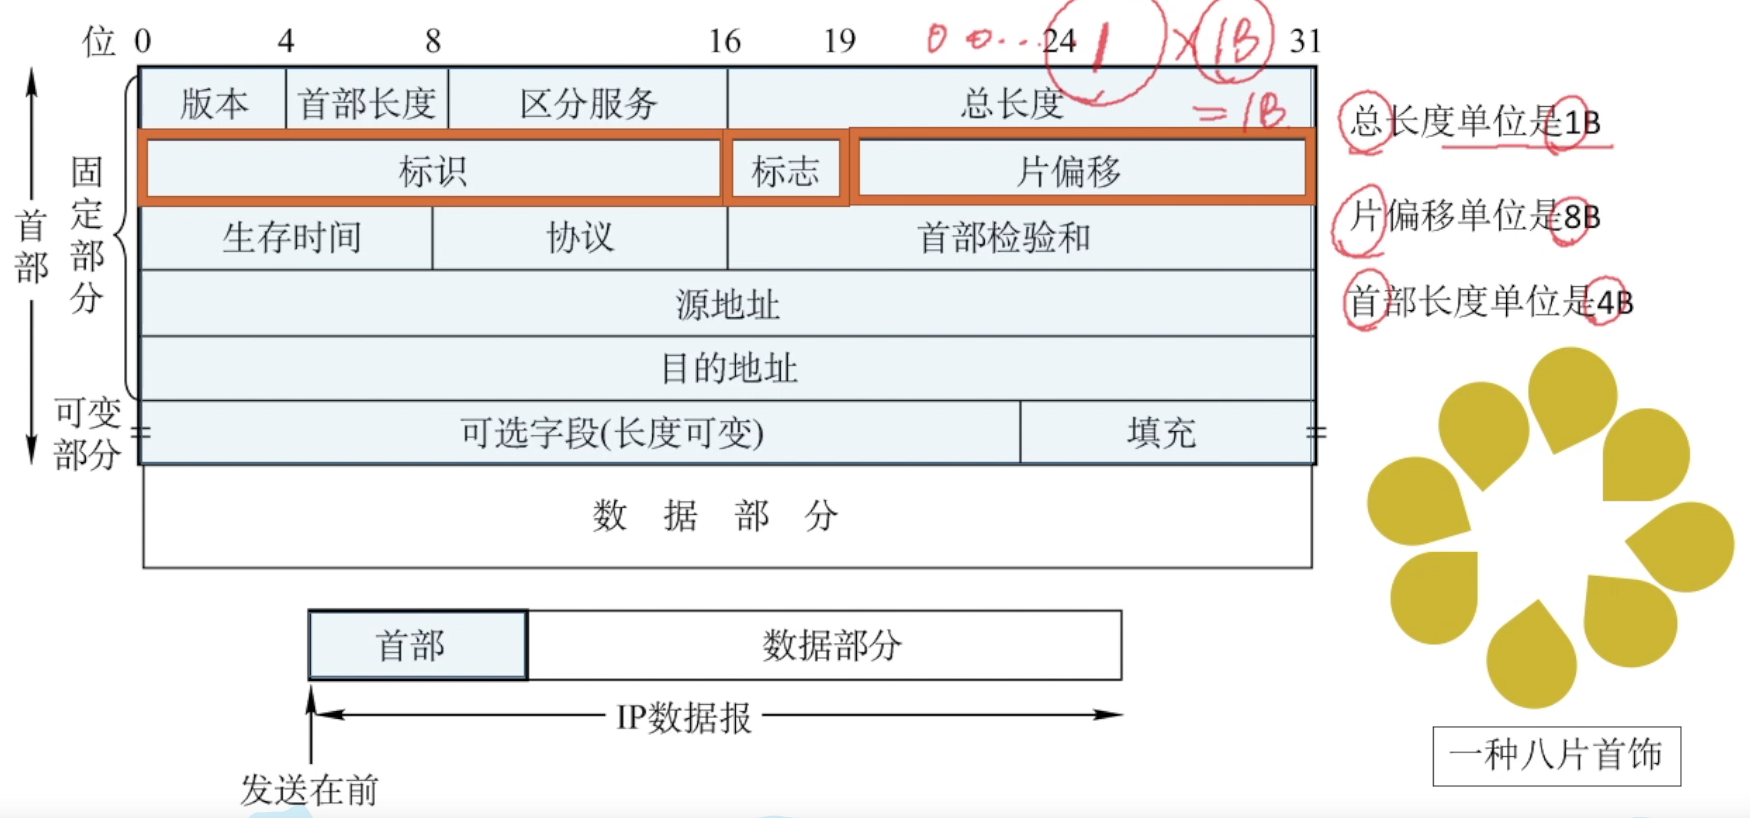 位 0 4 8 16 19 24 31
0 0 ... 1 × 1B
= 1B
版本 首部长度 区分服务 总长度
标识 标志 片偏移
生存时间 协议 首部检验和
源地址
目的地址
可选字段(长度可变) 填充
数 据 部 分
首部
固定部分
可变
部分
总长度单位是1B
片偏移单位是8B
首部长度单位是4B
一种八片首饰
首部 数据部分
IP数据报
发送在前